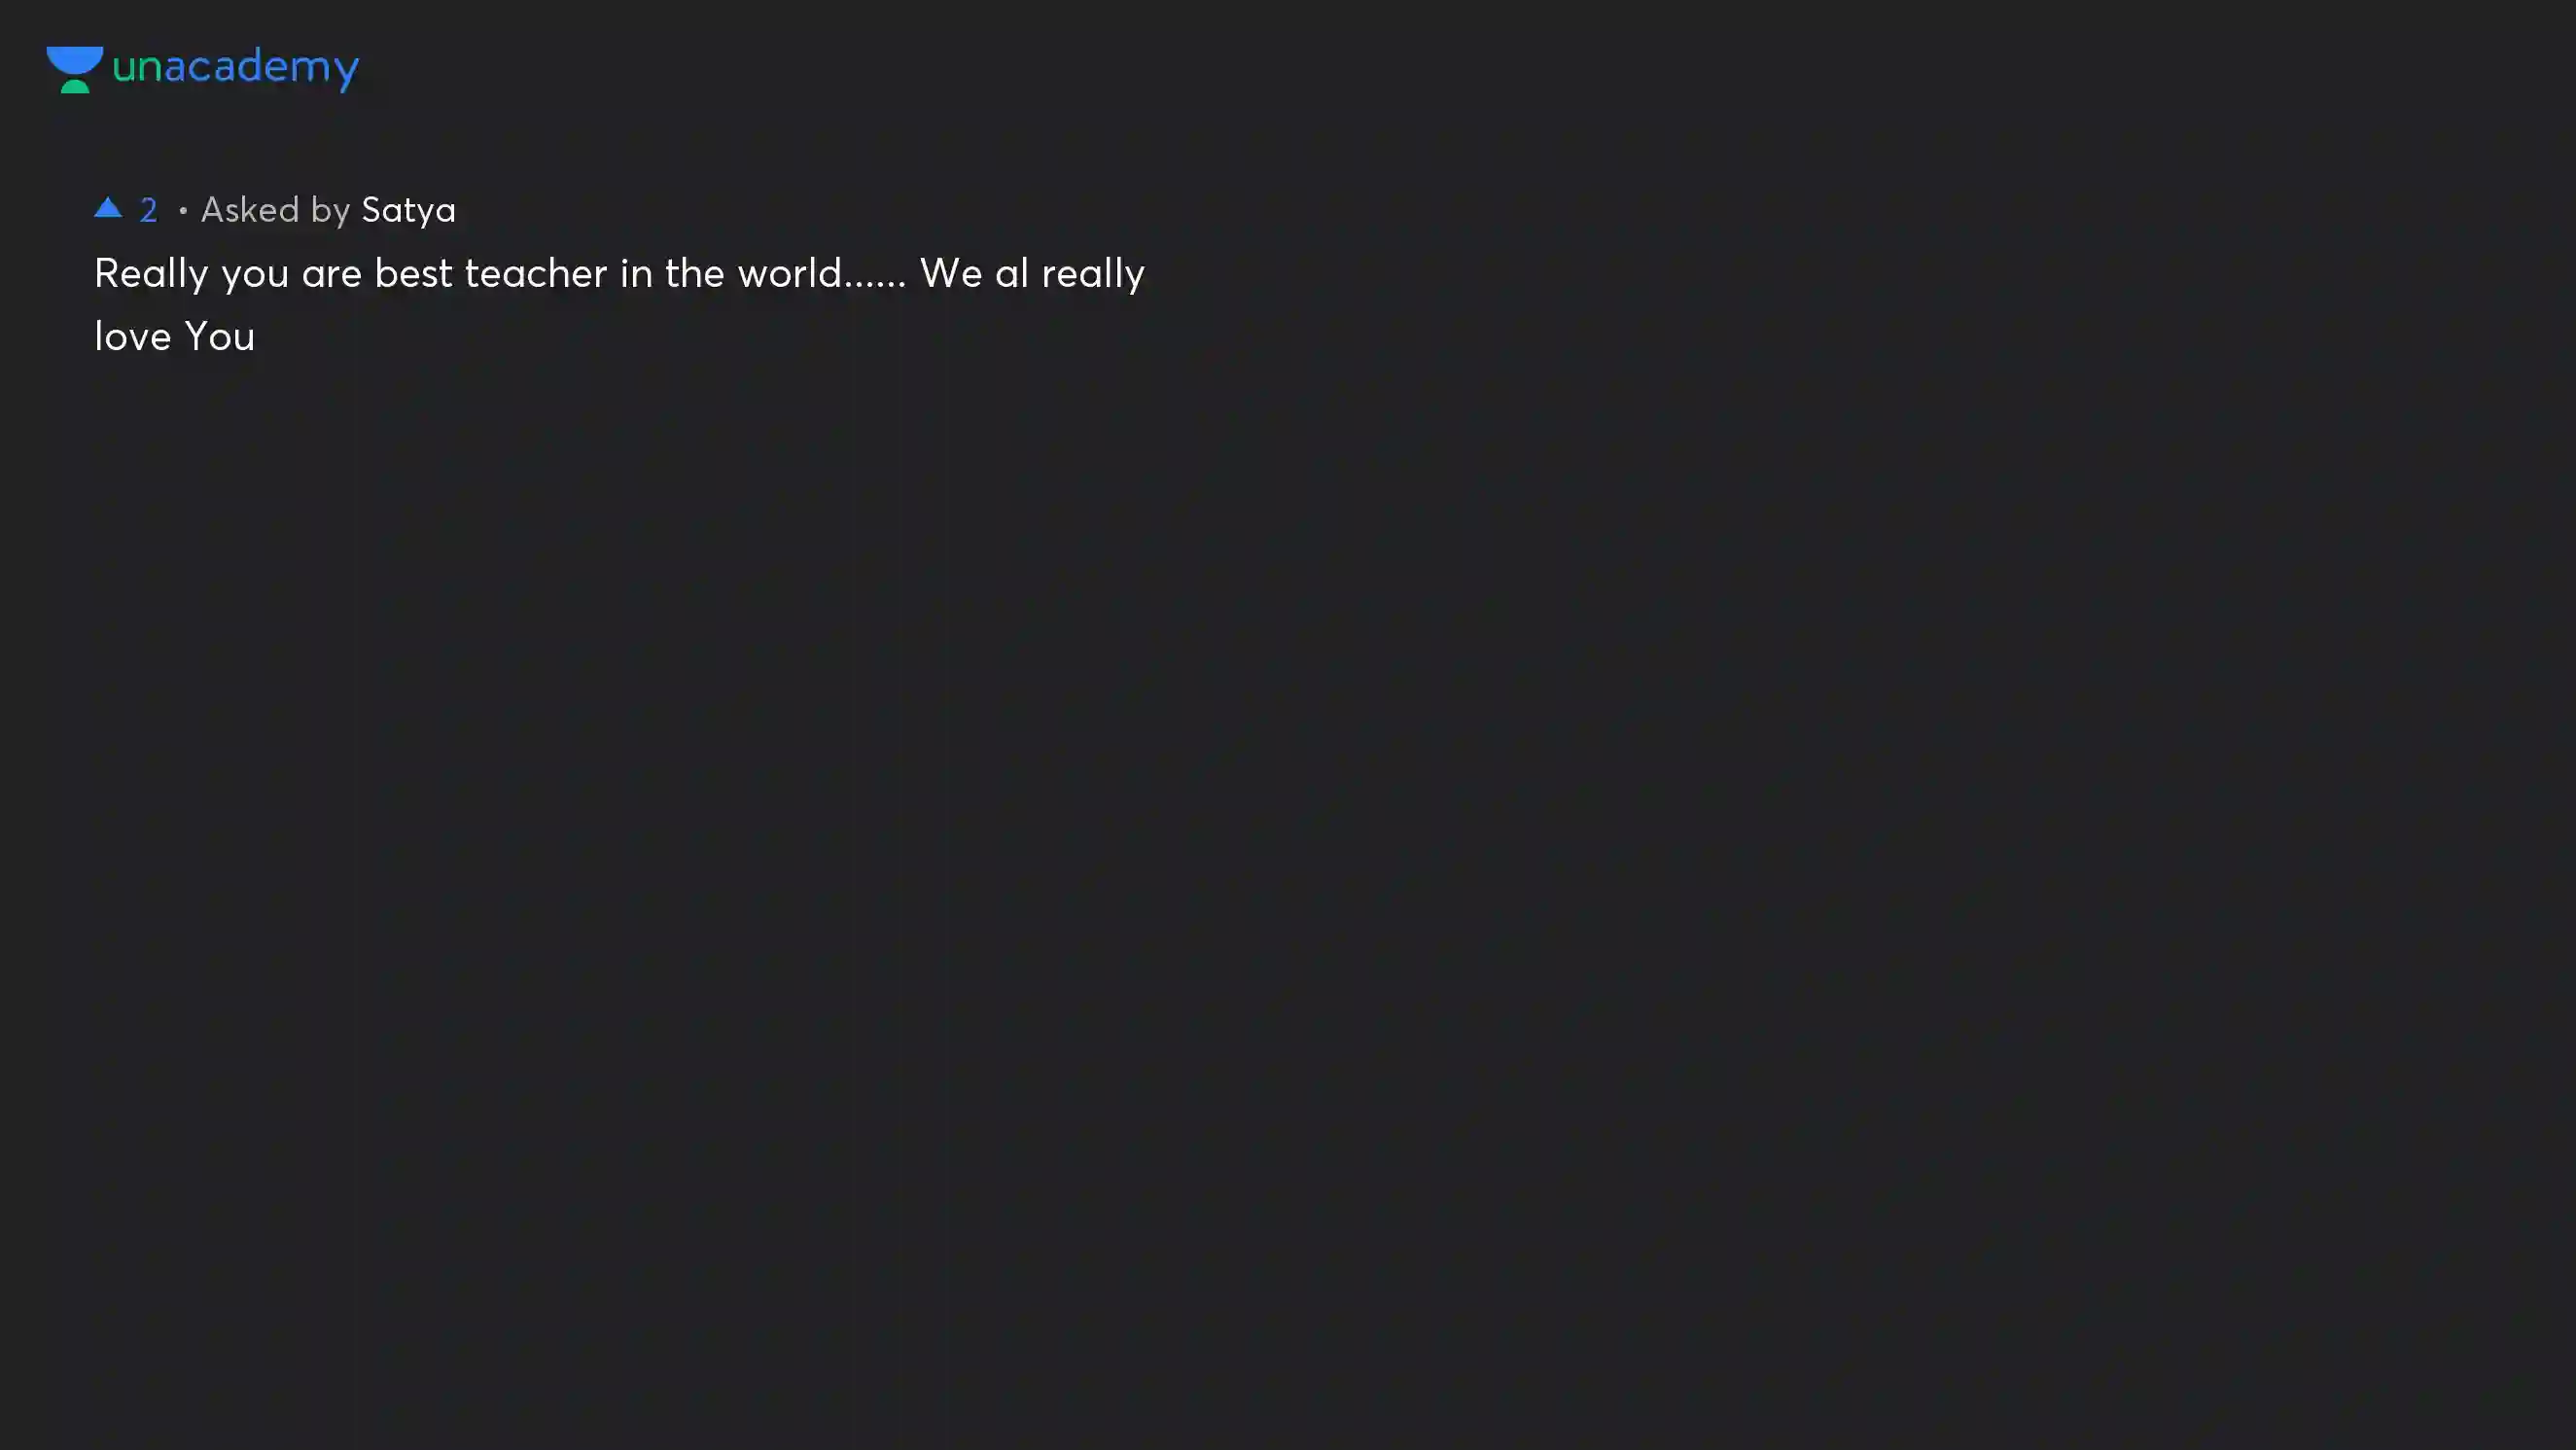 unacademy
▲ 2 • Asked by Satya
Really you are best teacher in the world...... We al really
love You